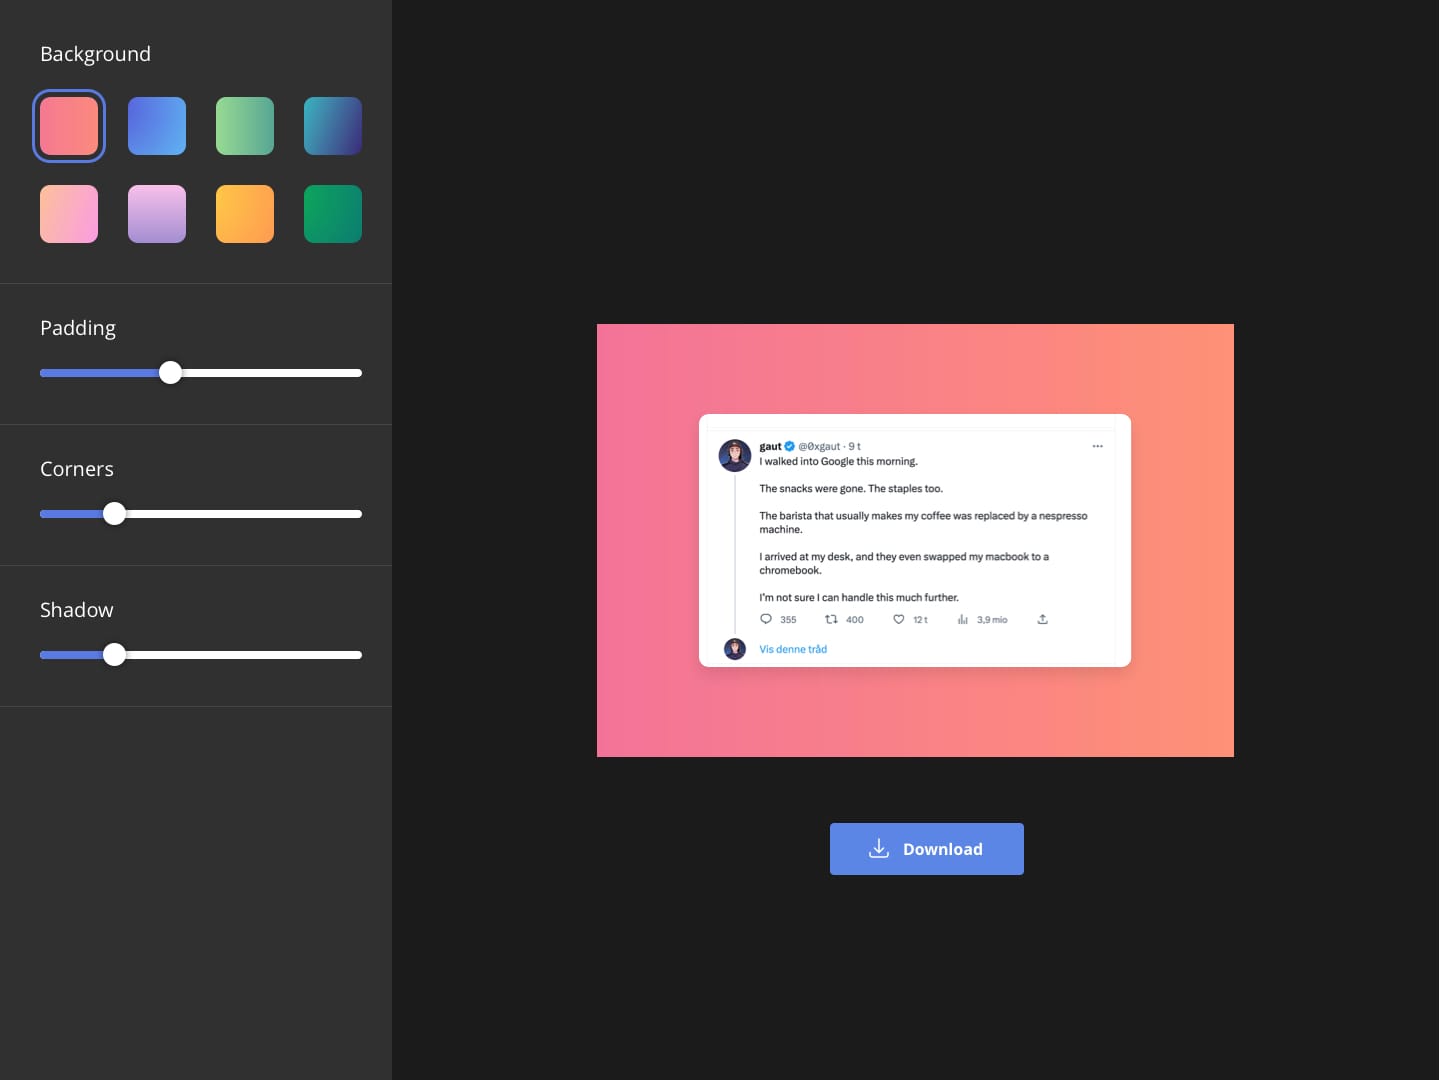 Background
Padding
Corners
Shadow
gaut @0xgaut · 9 t
I walked into Google this morning.
The snacks were gone. The staples too.
The barista that usually makes my coffee was replaced by a nespresso
machine.
I arrived at my desk, and they even swapped my macbook to a
chromebook.
I'm not sure I can handle this much further.
355 400 12 t 3,9 mio
Vis denne tråd
Download